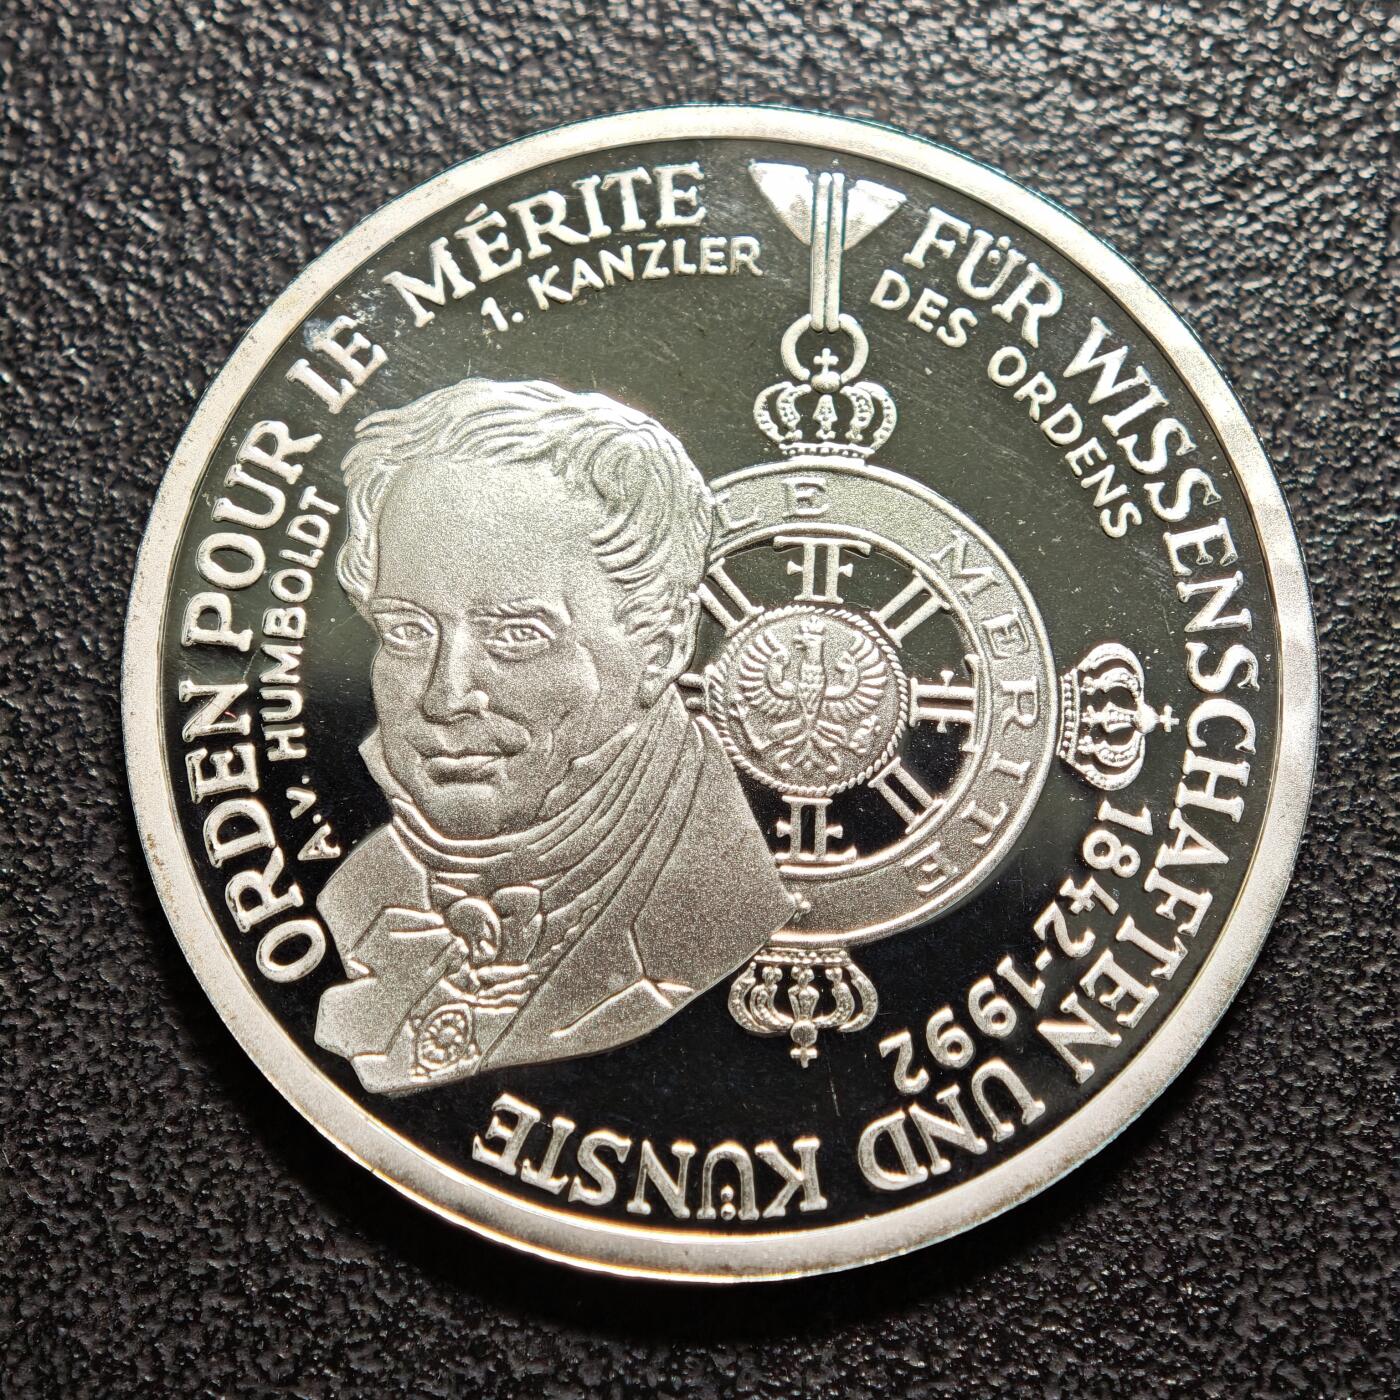 ORDEN POUR LE MÉRITE FÜR WISSENSCHAFTEN UND KÜNSTE
A.v. HUMBOLDT 1. KANZLER DES ORDENS 1842-1992
LE MERITE